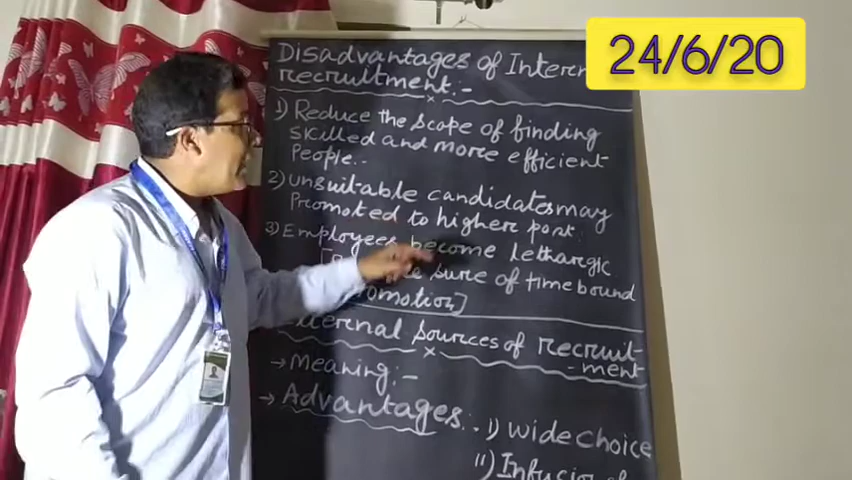 24/6/20
Disadvantages of Intern
recruitment:-
1) Reduce the scope of finding
skilled and more efficient
People.
2) Unsuitable candidates may
Promoted to higher post.
3) Employees become lethargic
sure of Time bound
Promotion]
External Sources of Recruit
ment
→ Meaning:-
→ Advantages:- i) wide choice
ii) Infusion of